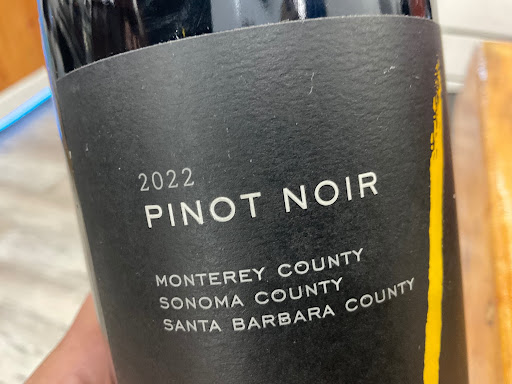 2022
PINOT NOIR
MONTEREY COUNTY
SONOMA COUNTY
SANTA BARBARA COUNTY